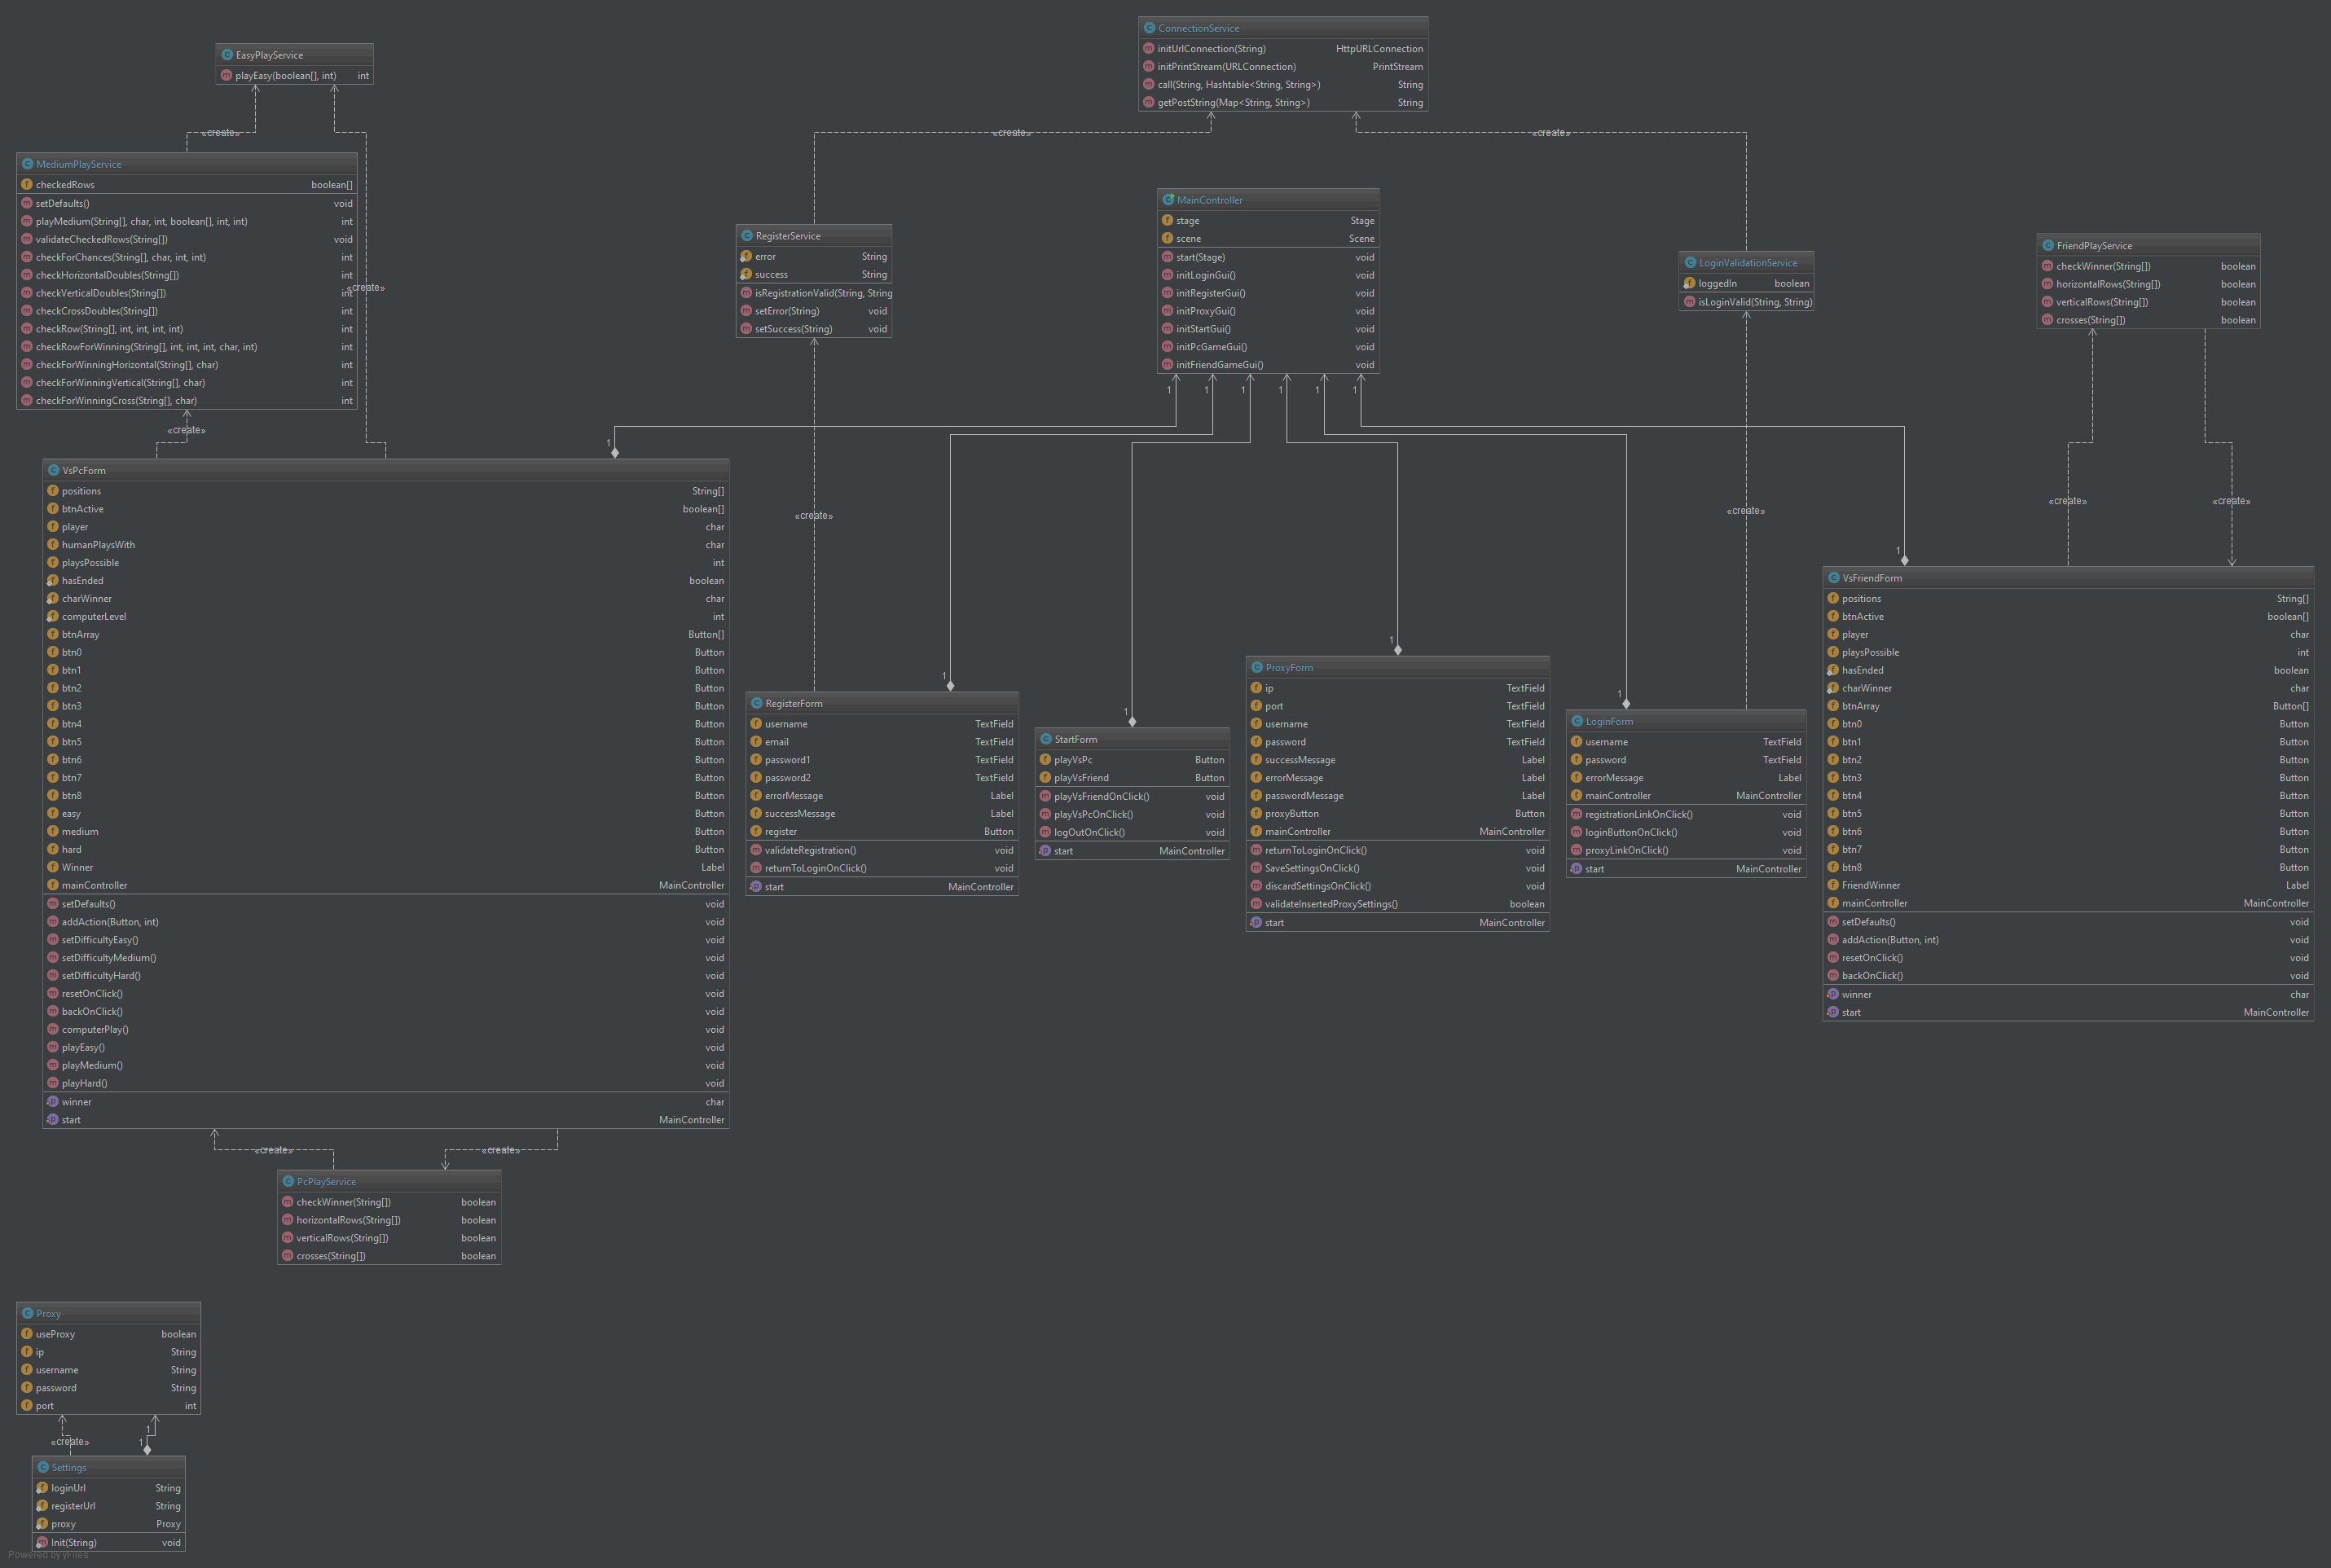 EasyPlayService
playEasy(boolean[], int) int
«create»
«create»
MediumPlayService
checkedRows boolean[]
setDefaults() void
playMedium(String[], char, int, boolean[], int, int) int
validateCheckedRows(String[]) void
checkForChances(String[], char, int, int) int
checkHorizontalDoubles(String[]) int
checkVerticalDoubles(String[]) int
checkCrossDoubles(String[]) int
checkRow(String[], int, int, int, int) int
checkRowForWinning(String[], int, int, int, char, int) int
checkForWinningHorizontal(String[], char) int
checkForWinningVertical(String[], char) int
checkForWinningCross(String[], char) int
«create»
ConnectionService
initUrlConnection(String) HttpURLConnection
initPrintStream(URLConnection) PrintStream
call(String, Hashtable<String, String>) String
getPostString(Map<String, String>) String
«create»
«create»
RegisterService
error String
success String
isRegistrationValid(String, String
setError(String) void
setSuccess(String) void
«create»
MainController
stage Stage
scene Scene
start(Stage) void
initLoginGui() void
initRegisterGui() void
initProxyGui() void
initStartGui() void
initPcGameGui() void
initFriendGameGui() void
1 1 1 1 1 1
LoginValidationService
loggedIn boolean
isLoginValid(String, String)
«create»
FriendPlayService
checkWinner(String[]) boolean
horizontalRows(String[]) boolean
verticalRows(String[]) boolean
crosses(String[]) boolean
«create»
«create»
1
VsPcForm
positions String[]
btnActive boolean[]
player char
humanPlaysWith char
playsPossible int
hasEnded boolean
charWinner char
computerLevel int
btnArray Button[]
btn0 Button
btn1 Button
btn2 Button
btn3 Button
btn4 Button
btn5 Button
btn6 Button
btn7 Button
btn8 Button
easy Button
medium Button
hard Button
Winner Label
mainController MainController
setDefaults() void
addAction(Button, int) void
setDifficultyEasy() void
setDifficultyMedium() void
setDifficultyHard() void
resetOnClick() void
backOnClick() void
computerPlay() void
playEasy() void
playMedium() void
playHard() void
winner char
start MainController
«create»
«create»
1
RegisterForm
username TextField
email TextField
password1 TextField
password2 TextField
errorMessage Label
successMessage Label
register Button
validateRegistration() void
returnToLoginOnClick() void
start MainController
1
StartForm
playVsPc Button
playVsFriend Button
playVsFriendOnClick() void
playVsPcOnClick() void
logOutOnClick() void
start MainController
1
ProxyForm
ip TextField
port TextField
username TextField
password TextField
successMessage Label
errorMessage Label
passwordMessage Label
proxyButton Button
mainController MainController
returnToLoginOnClick() void
SaveSettingsOnClick() void
discardSettingsOnClick() void
validateInsertedProxySettings() boolean
start MainController
1
LoginForm
username TextField
password TextField
errorMessage Label
mainController MainController
registrationLinkOnClick() void
loginButtonOnClick() void
proxyLinkOnClick() void
start MainController
1
VsFriendForm
positions String[]
btnActive boolean[]
player char
playsPossible int
hasEnded boolean
charWinner char
btnArray Button[]
btn0 Button
btn1 Button
btn2 Button
btn3 Button
btn4 Button
btn5 Button
btn6 Button
btn7 Button
btn8 Button
FriendWinner Label
mainController MainController
setDefaults() void
addAction(Button, int) void
resetOnClick() void
backOnClick() void
winner char
start MainController
PcPlayService
checkWinner(String[]) boolean
horizontalRows(String[]) boolean
verticalRows(String[]) boolean
crosses(String[]) boolean
Proxy
useProxy boolean
ip String
username String
password String
port int
1
«create» 1
Settings
loginUrl String
registerUrl String
proxy Proxy
Init(String) void
Powered by yFiles